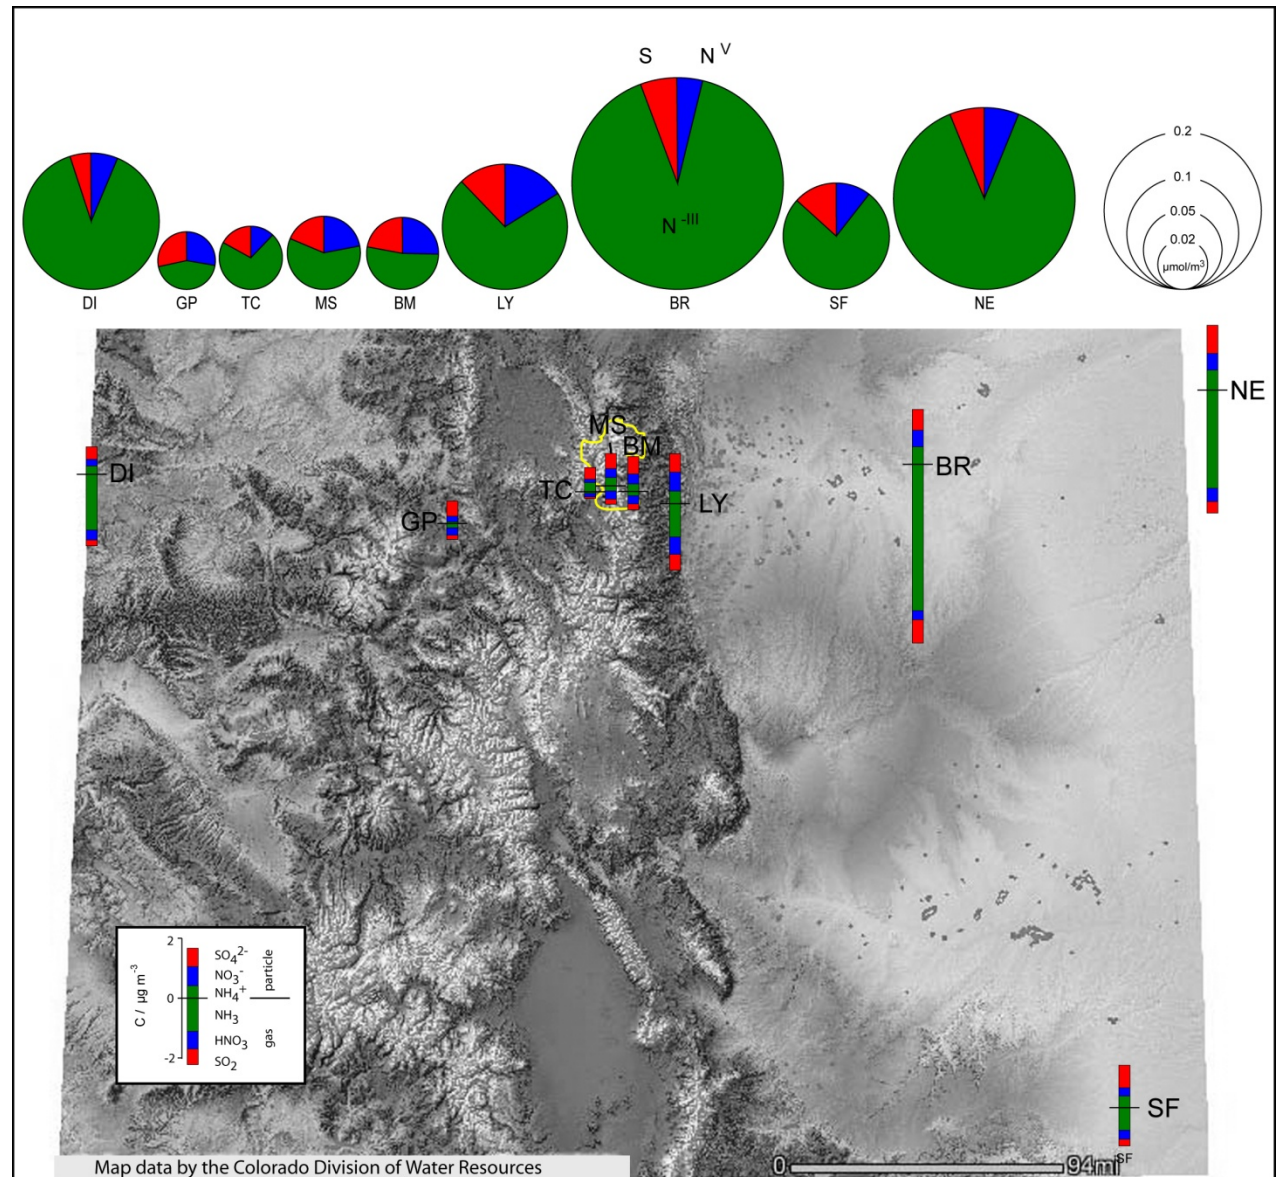 S N^V
N^-III
0.2
0.1
0.05
0.02
µmol/m³
DI GP TC MS BM LY BR SF NE
NE
MS
BM
BR
DI
TC
LY
GP
2
0
-2
C / µg m⁻³
SO₄²⁻
NO₃⁻
NH₄⁺
NH₃
HNO₃
SO₂
particle
gas
SF
SF
Map data by the Colorado Division of Water Resources
0 94mi